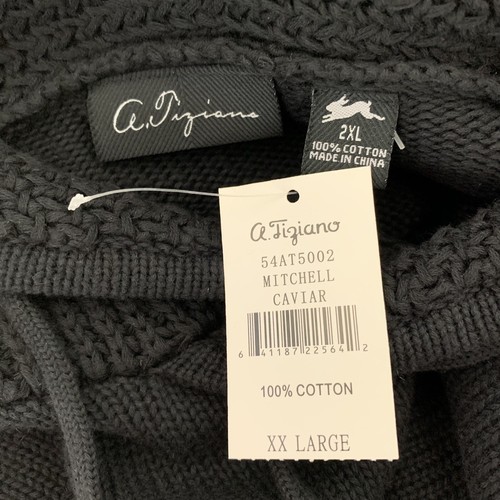 a. Tiziano
2XL
100% COTTON
MADE IN CHINA
a. Tiziano
54AT5002
MITCHELL
CAVIAR
6 41187 22564 2
100% COTTON
XX LARGE